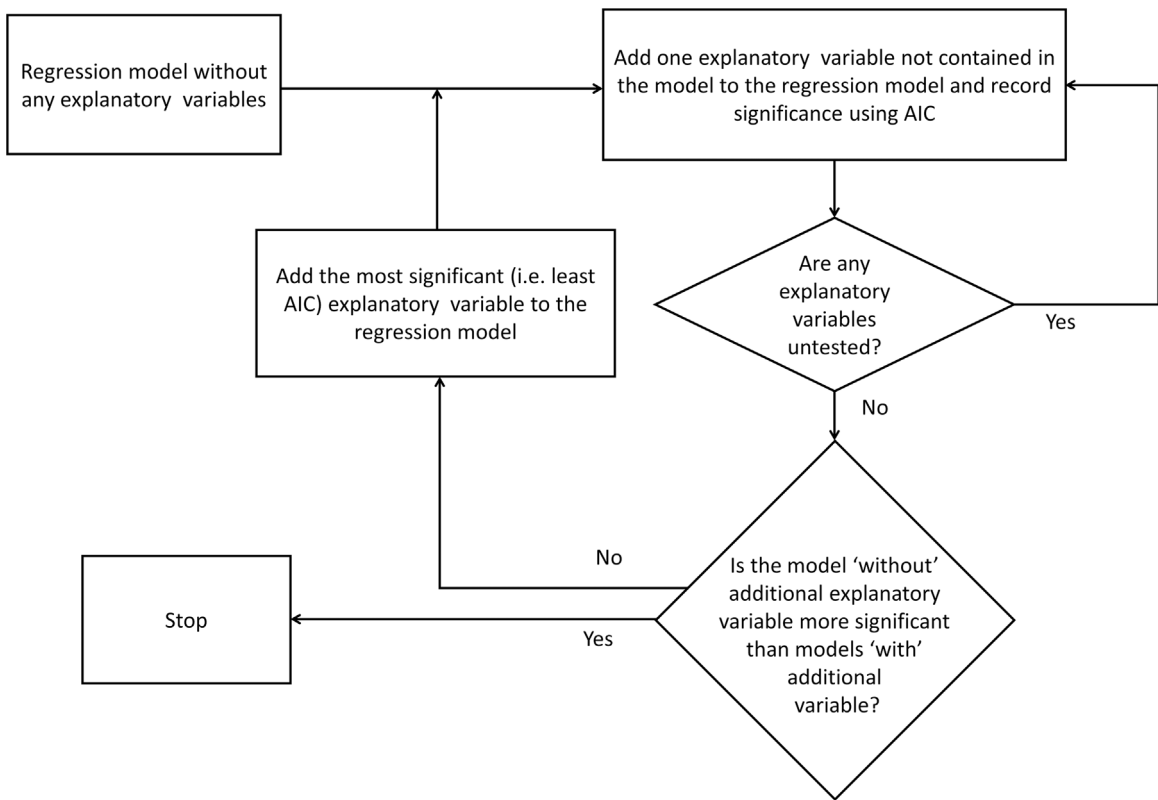 Regression model without
any explanatory variables
Add one explanatory variable not contained in
the model to the regression model and record
significance using AIC
Add the most significant (i.e. least
AIC) explanatory variable to the
regression model
Are any
explanatory
variables
untested?
Yes
No
Is the model ‘without’
additional explanatory
variable more significant
than models ‘with’
additional
variable?
No
Yes
Stop